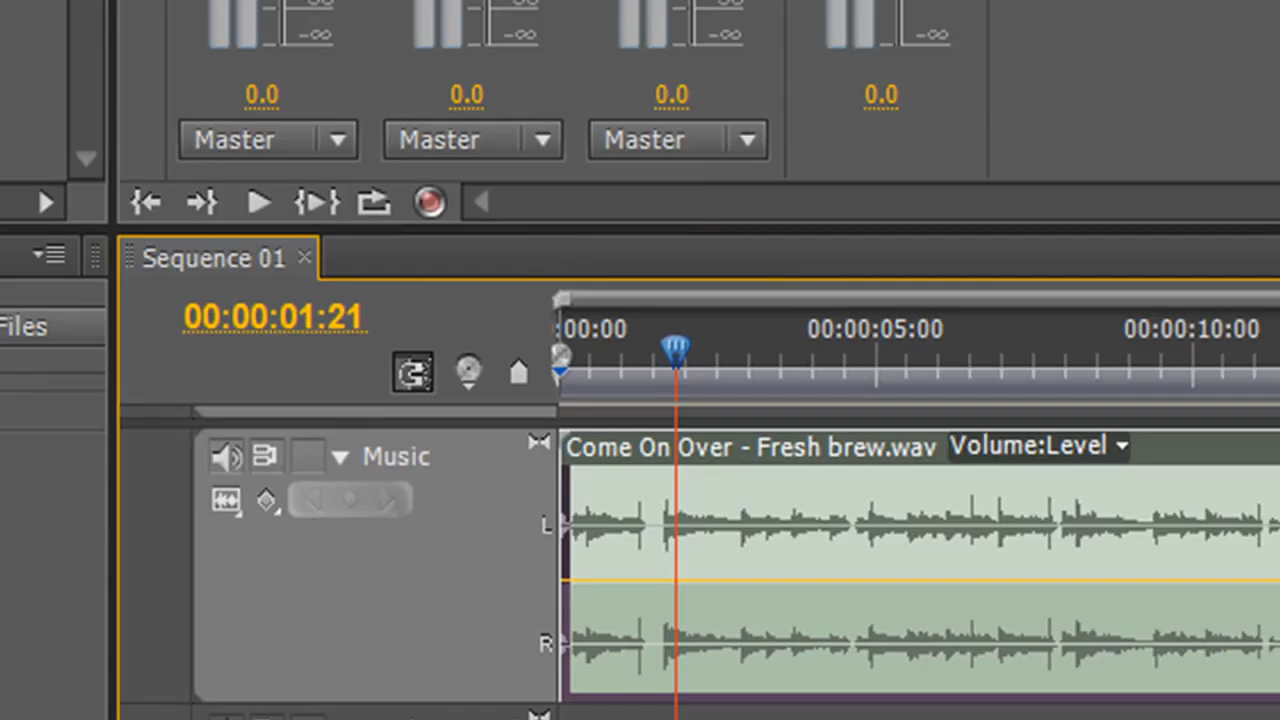 -∞ -∞ -∞ -∞
0.0 0.0 0.0 0.0
Master Master Master
Sequence 01
00:00:01:21
Files
:00:00 00:00:05:00 00:00:10:00
Music
Come On Over - Fresh brew.wav Volume:Level
L
R